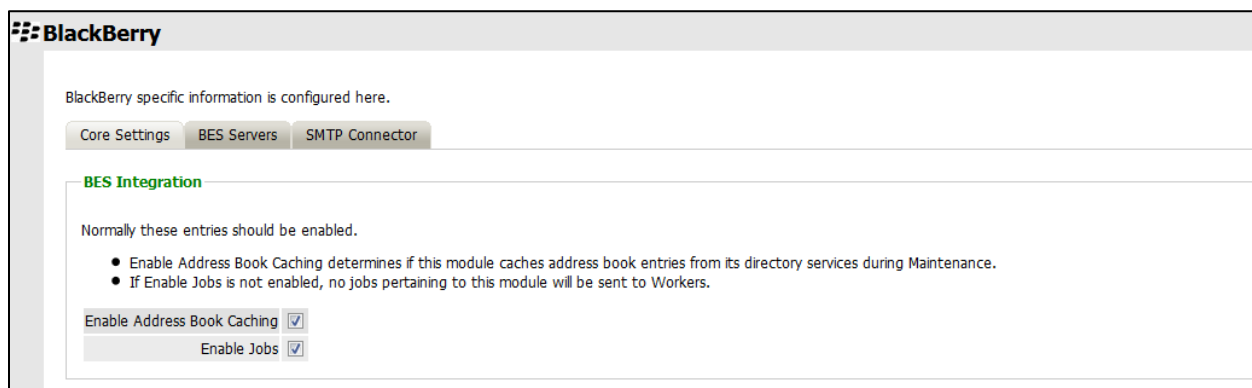 BlackBerry
BlackBerry specific information is configured here.
Core Settings BES Servers SMTP Connector
BES Integration
Normally these entries should be enabled.
Enable Address Book Caching determines if this module caches address book entries from its directory services during Maintenance.
If Enable Jobs is not enabled, no jobs pertaining to this module will be sent to Workers.
Enable Address Book Caching
Enable Jobs